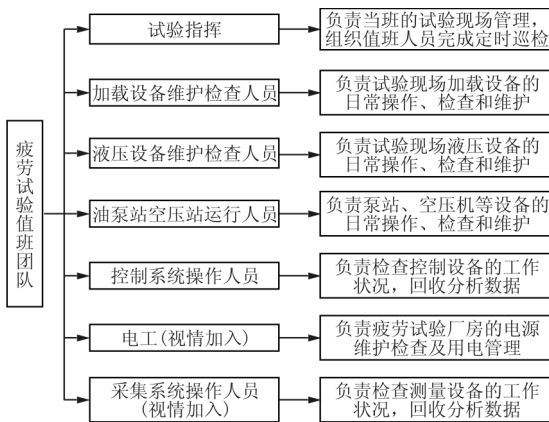 疲劳试验值班团队
试验指挥
负责当班的试验现场管理，
组织值班人员完成定时巡检
加载设备维护检查人员
负责试验现场加载设备的
日常操作、检查和维护
液压设备维护检查人员
负责试验现场液压设备的
日常操作、检查和维护
油泵站空压站运行人员
负责泵站、空压机等设备的
日常操作、检查和维护
控制系统操作人员
负责检查控制设备的工作
状况，回收分析数据
电工(视情加入)
负责疲劳试验厂房的电源
维护检查及用电管理
采集系统操作人员
(视情加入)
负责检查测量设备的工作
状况，回收分析数据